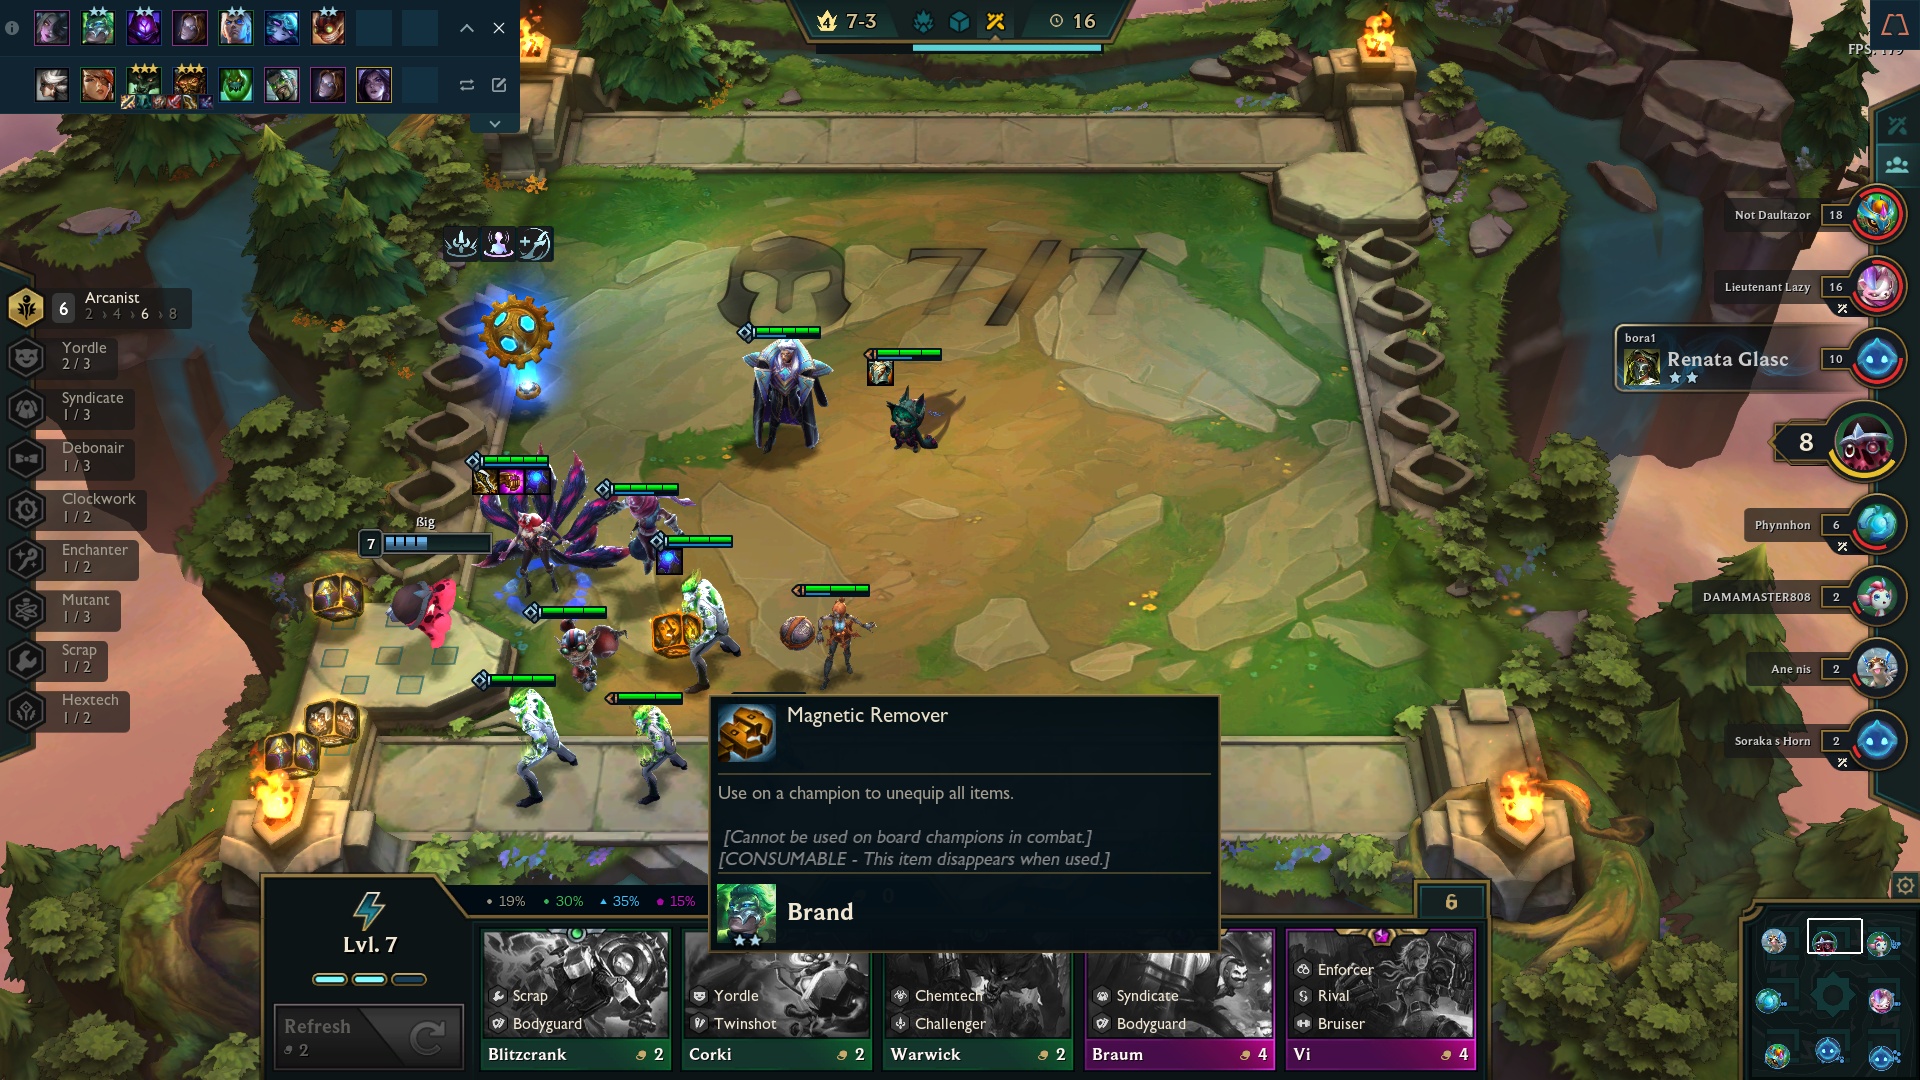 4 7-3
16
FPS:
7/7
Arcanist
6
2 › 4 › 6 › 8
Yordle
2 / 3
Syndicate
1 / 3
Debonair
1 / 3
Clockwork
1 / 2
Enchanter
1 / 2
Mutant
1 / 3
Scrap
1 / 2
Hextech
1 / 2
ßig
7
Not Daultazor 18
Lieutenant Lazy 16
bora1
Renata Glasc 10
8
Phynnhon 6
DAMAMASTER808 2
Ane nis 2
Soraka s Horn 2
Magnetic Remover
Use on a champion to unequip all items.
[Cannot be used on board champions in combat.]
[CONSUMABLE - This item disappears when used.]
Brand
19% 30% 35% 15%
6
Lvl. 7
Refresh
2
Scrap
Bodyguard
Blitzcrank 2
Yordle
Twinshot
Corki 2
Chemtech
Challenger
Warwick 2
Syndicate
Bodyguard
Braum 4
Enforcer
Rival
Bruiser
Vi 4